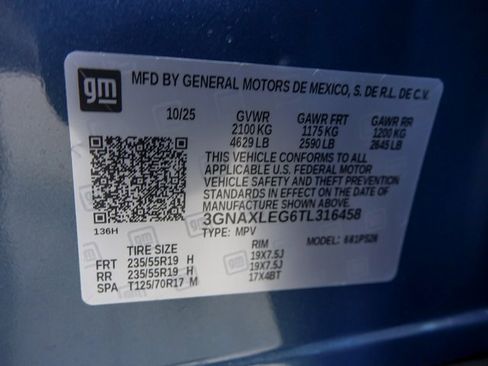 gm
MFD BY GENERAL MOTORS DE MEXICO, S. DE R.L. DE C.V.
10/25 GVWR GAWR FRT GAWR RR
2100 KG 1175 KG 1200 KG
4629 LB 2590 LB 2645 LB
THIS VEHICLE CONFORMS TO ALL
APPLICABLE U.S. FEDERAL MOTOR
VEHICLE SAFETY AND THEFT PREVENTION
STANDARDS IN EFFECT ON THE DATE OF
MANUFACTURE SHOWN ABOVE.
3GNAXLEG6TL316458
136H
TYPE: MPV
TIRE SIZE RIM MODEL:
FRT 235/55R19 H 19X7.5J
RR 235/55R19 H 19X7.5J
SPA T125/70R17 M 17X4BT